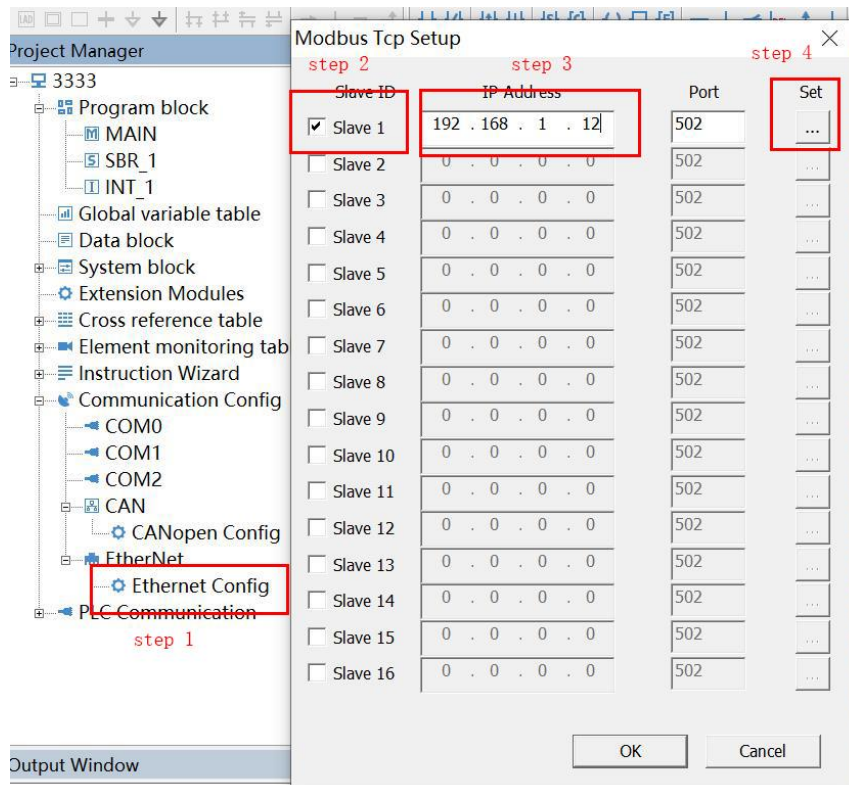 Project Manager
3333
Program block
MAIN
SBR_1
INT_1
Global variable table
Data block
System block
Extension Modules
Cross reference table
Element monitoring tab
Instruction Wizard
Communication Config
COM0
COM1
COM2
CAN
CANopen Config
EtherNet
Ethernet Config
PLC Communication
step 1
Output Window
Modbus Tcp Setup
step 2 step 3 step 4
Slave ID IP Address Port Set
Slave 1 192 . 168 . 1 . 12 502 ...
Slave 2 0 . 0 . 0 . 0 502 ...
Slave 3 0 . 0 . 0 . 0 502 ...
Slave 4 0 . 0 . 0 . 0 502 ...
Slave 5 0 . 0 . 0 . 0 502 ...
Slave 6 0 . 0 . 0 . 0 502 ...
Slave 7 0 . 0 . 0 . 0 502 ...
Slave 8 0 . 0 . 0 . 0 502 ...
Slave 9 0 . 0 . 0 . 0 502 ...
Slave 10 0 . 0 . 0 . 0 502 ...
Slave 11 0 . 0 . 0 . 0 502 ...
Slave 12 0 . 0 . 0 . 0 502 ...
Slave 13 0 . 0 . 0 . 0 502 ...
Slave 14 0 . 0 . 0 . 0 502 ...
Slave 15 0 . 0 . 0 . 0 502 ...
Slave 16 0 . 0 . 0 . 0 502 ...
OK Cancel